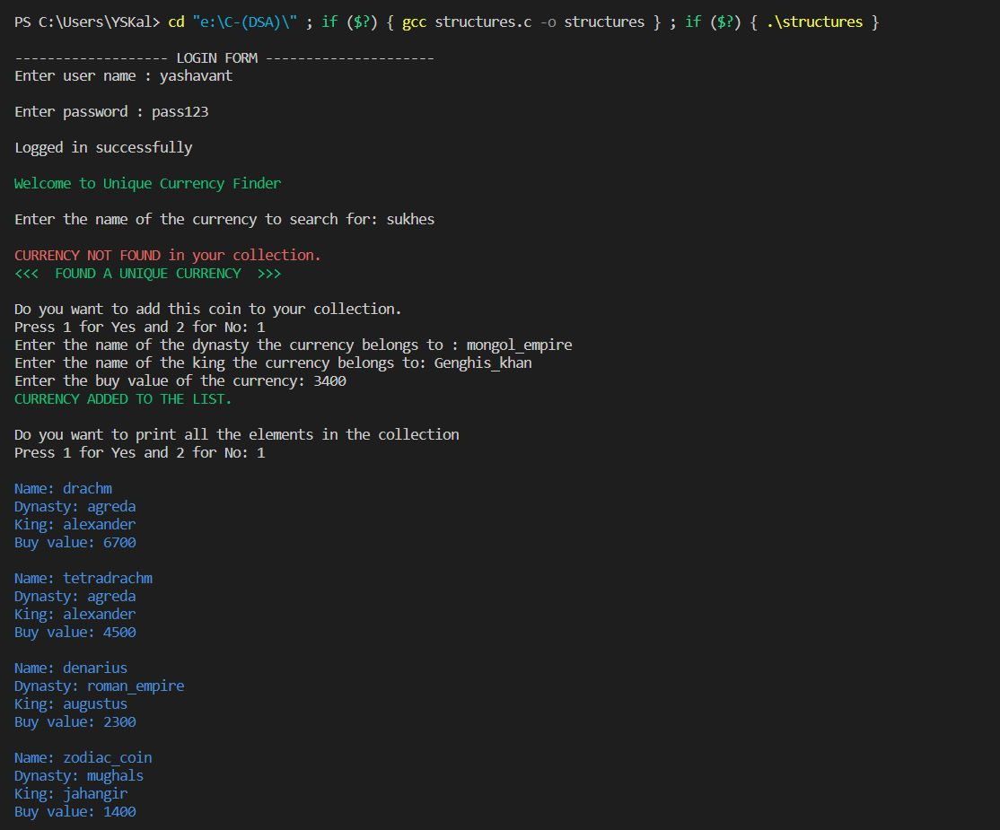 PS C:\Users\YSKal> cd "e:\C-(DSA)\" ; if ($?) { gcc structures.c -o structures } ; if ($?) { .\structures }
------------------- LOGIN FORM ---------------------
Enter user name : yashavant
Enter password : pass123
Logged in successfully
Welcome to Unique Currency Finder
Enter the name of the currency to search for: sukhes
CURRENCY NOT FOUND in your collection.
<<<  FOUND A UNIQUE CURRENCY  >>>
Do you want to add this coin to your collection.
Press 1 for Yes and 2 for No: 1
Enter the name of the dynasty the currency belongs to : mongol_empire
Enter the name of the king the currency belongs to: Genghis_khan
Enter the buy value of the currency: 3400
CURRENCY ADDED TO THE LIST.
Do you want to print all the elements in the collection
Press 1 for Yes and 2 for No: 1
Name: drachm
Dynasty: agreda
King: alexander
Buy value: 6700
Name: tetradrachm
Dynasty: agreda
King: alexander
Buy value: 4500
Name: denarius
Dynasty: roman_empire
King: augustus
Buy value: 2300
Name: zodiac_coin
Dynasty: mughals
King: jahangir
Buy value: 1400